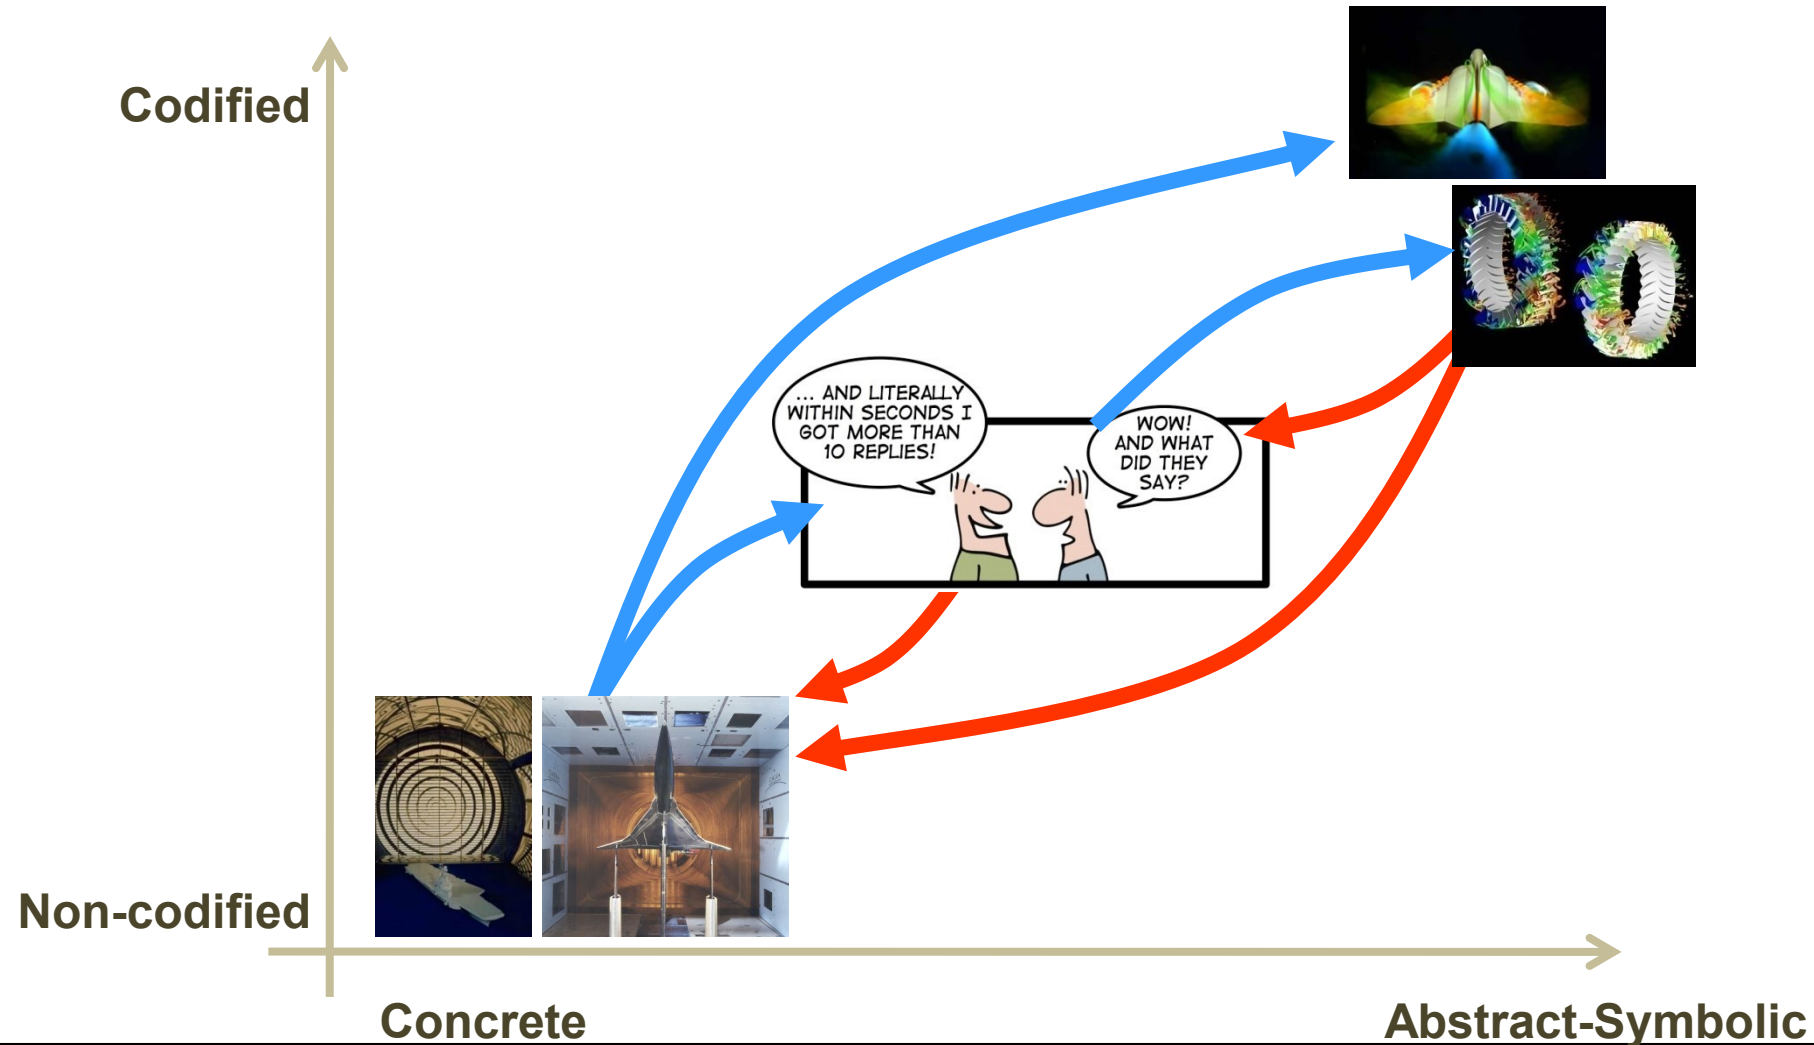 Codified
... AND LITERALLY
WITHIN SECONDS I
GOT MORE THAN
10 REPLIES!
WOW!
AND WHAT
DID THEY
SAY?
Non-codified
Concrete
Abstract-Symbolic